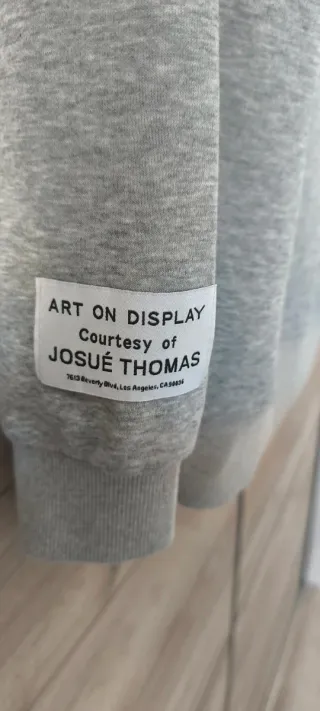 ART ON DISPLAY
Courtesy of
JOSUÉ THOMAS
7613 Beverly Blvd, Los Angeles, CA 90036